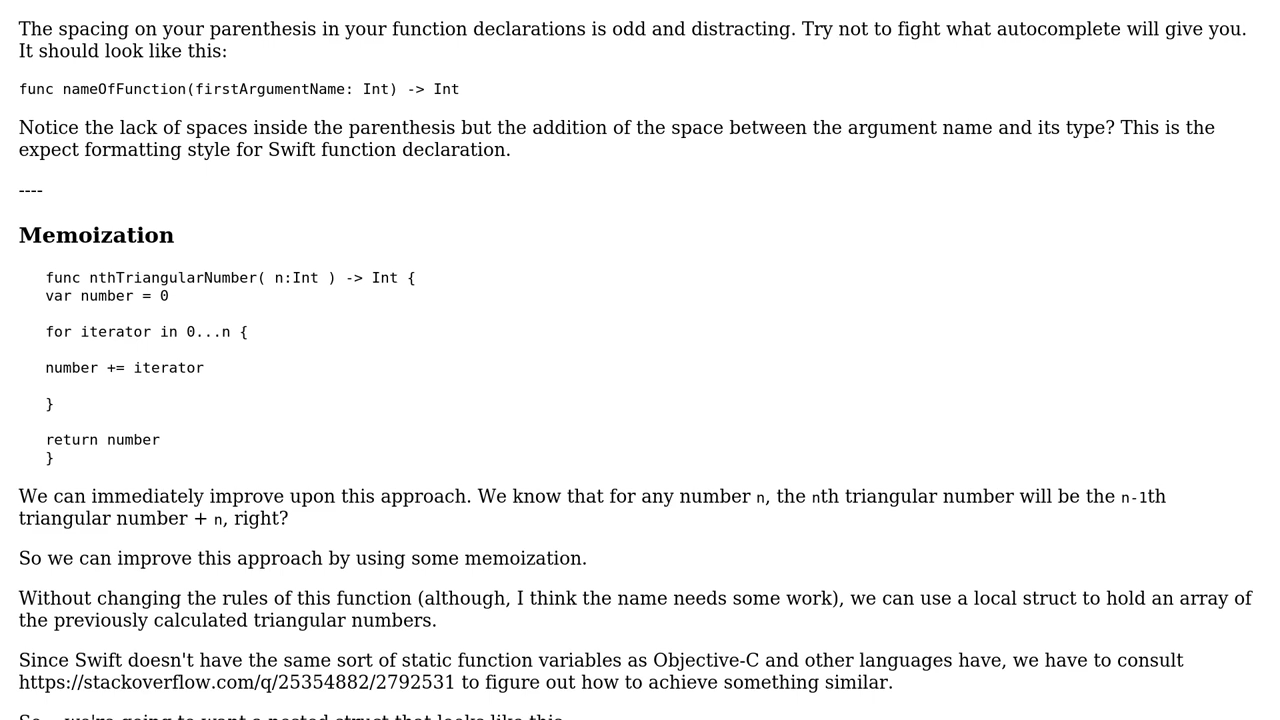 The spacing on your parenthesis in your function declarations is odd and distracting. Try not to fight what autocomplete will give you.
It should look like this:
func nameOfFunction(firstArgumentName: Int) -> Int
Notice the lack of spaces inside the parenthesis but the addition of the space between the argument name and its type? This is the
expect formatting style for Swift function declaration.
----
Memoization
func nthTriangularNumber( n:Int ) -> Int {
var number = 0
for iterator in 0...n {
number += iterator
}
return number
}
We can immediately improve upon this approach. We know that for any number n, the nth triangular number will be the n-1th
triangular number + n, right?
So we can improve this approach by using some memoization.
Without changing the rules of this function (although, I think the name needs some work), we can use a local struct to hold an array of
the previously calculated triangular numbers.
Since Swift doesn't have the same sort of static function variables as Objective-C and other languages have, we have to consult
https://stackoverflow.com/q/25354882/2792531 to figure out how to achieve something similar.